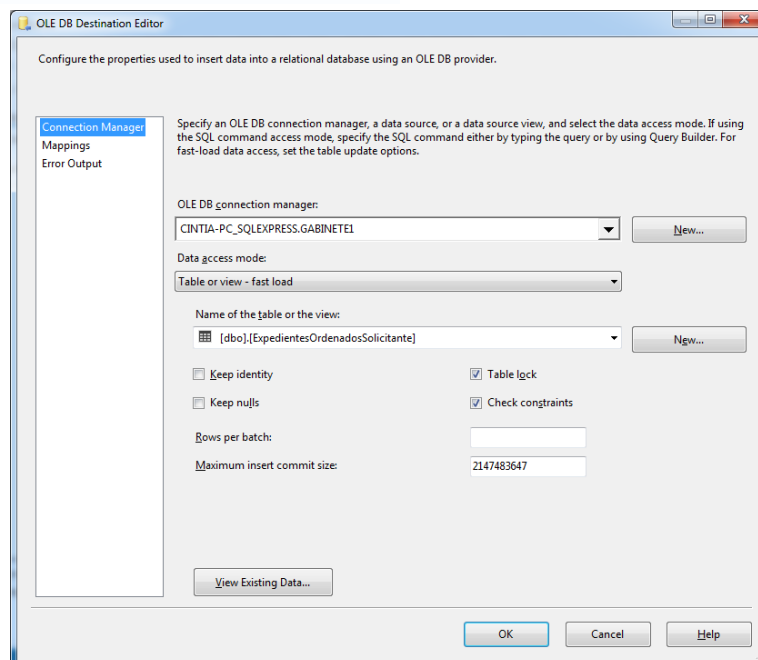 OLE DB Destination Editor
Configure the properties used to insert data into a relational database using an OLE DB provider.
Connection Manager
Mappings
Error Output
Specify an OLE DB connection manager, a data source, or a data source view, and select the data access mode. If using
the SQL command access mode, specify the SQL command either by typing the query or by using Query Builder. For
fast-load data access, set the table update options.
OLE DB connection manager:
CINTIA-PC_SQLEXPRESS.GABINETE1
New...
Data access mode:
Table or view - fast load
Name of the table or the view:
[dbo].[ExpedientesOrdenadosSolicitante]
New...
Keep identity
Table lock
Keep nulls
Check constraints
Rows per batch:
Maximum insert commit size:
2147483647
View Existing Data...
OK
Cancel
Help